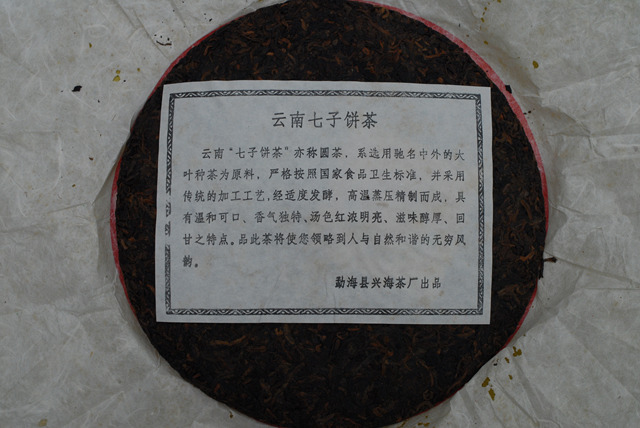 云南七子饼茶
云南“七子饼茶”亦称圆茶，系选用驰名中外的大
叶种茶为原料，严格按照国家食品卫生标准，并采用
传统的加工工艺，经适度发酵，高温蒸压精制而成，具
有温和可口、香气独特、汤色红浓明亮、滋味醇厚、回
甘之特点。品此茶将使您领略到人与自然和谐的无穷风
韵。
勐海县兴海茶厂出品